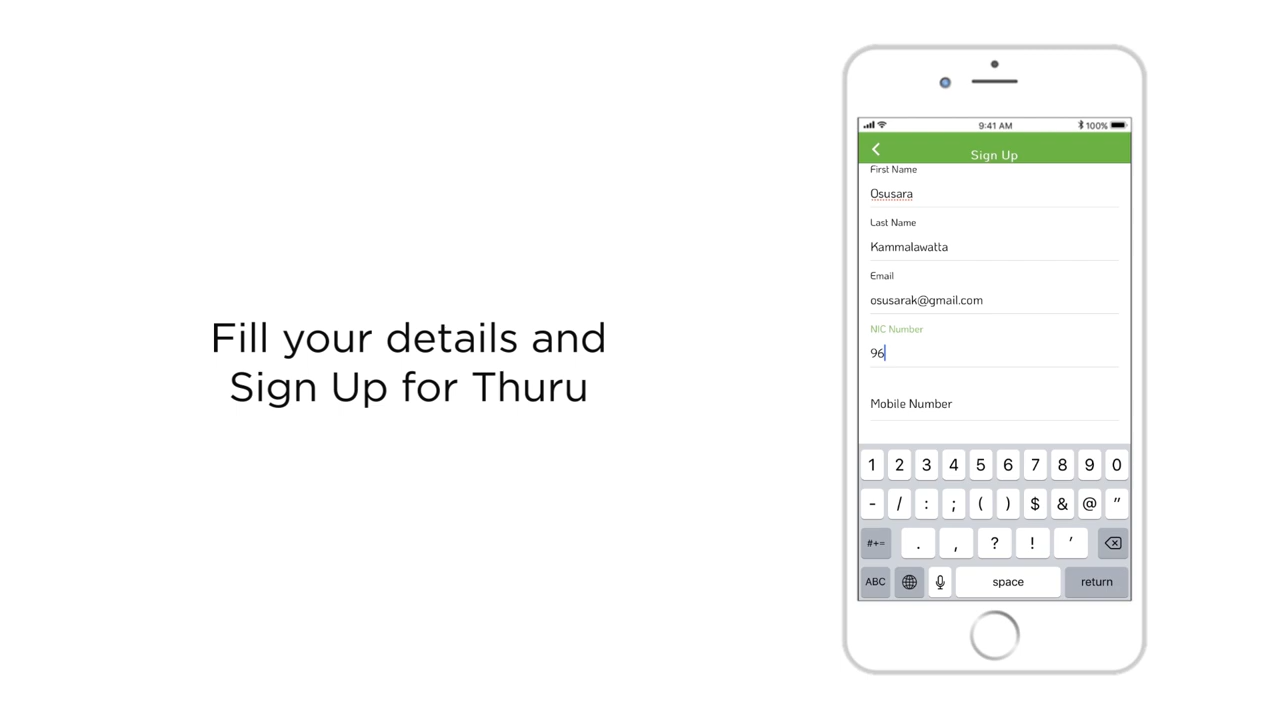 Fill your details and
Sign Up for Thuru
9:41 AM
100%
Sign Up
First Name
Osusara
Last Name
Kammalawatta
Email
osusarak@gmail.com
NIC Number
96
Mobile Number
1 2 3 4 5 6 7 8 9 0
- / : ; ( ) $ & @ "
#+= . , ? ! '
ABC space return